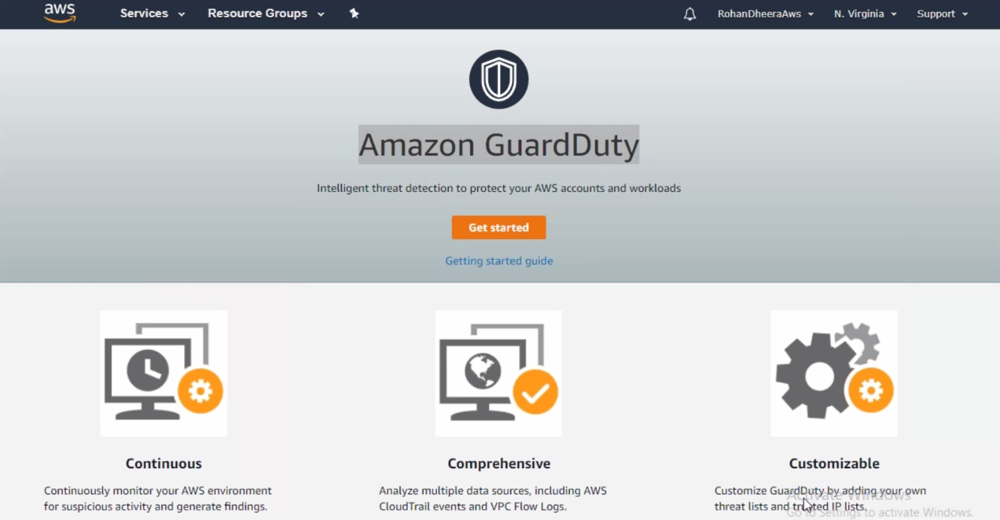 aws
Services
Resource Groups
RohanDheeraAws
N. Virginia
Support
Amazon GuardDuty
Intelligent threat detection to protect your AWS accounts and workloads
Get started
Getting started guide
Continuous
Continuously monitor your AWS environment
for suspicious activity and generate findings.
Comprehensive
Analyze multiple data sources, including AWS
CloudTrail events and VPC Flow Logs.
Customizable
Customize GuardDuty by adding your own
threat lists and trusted IP lists.
Activate Windows
Go to Settings to activate Windows.